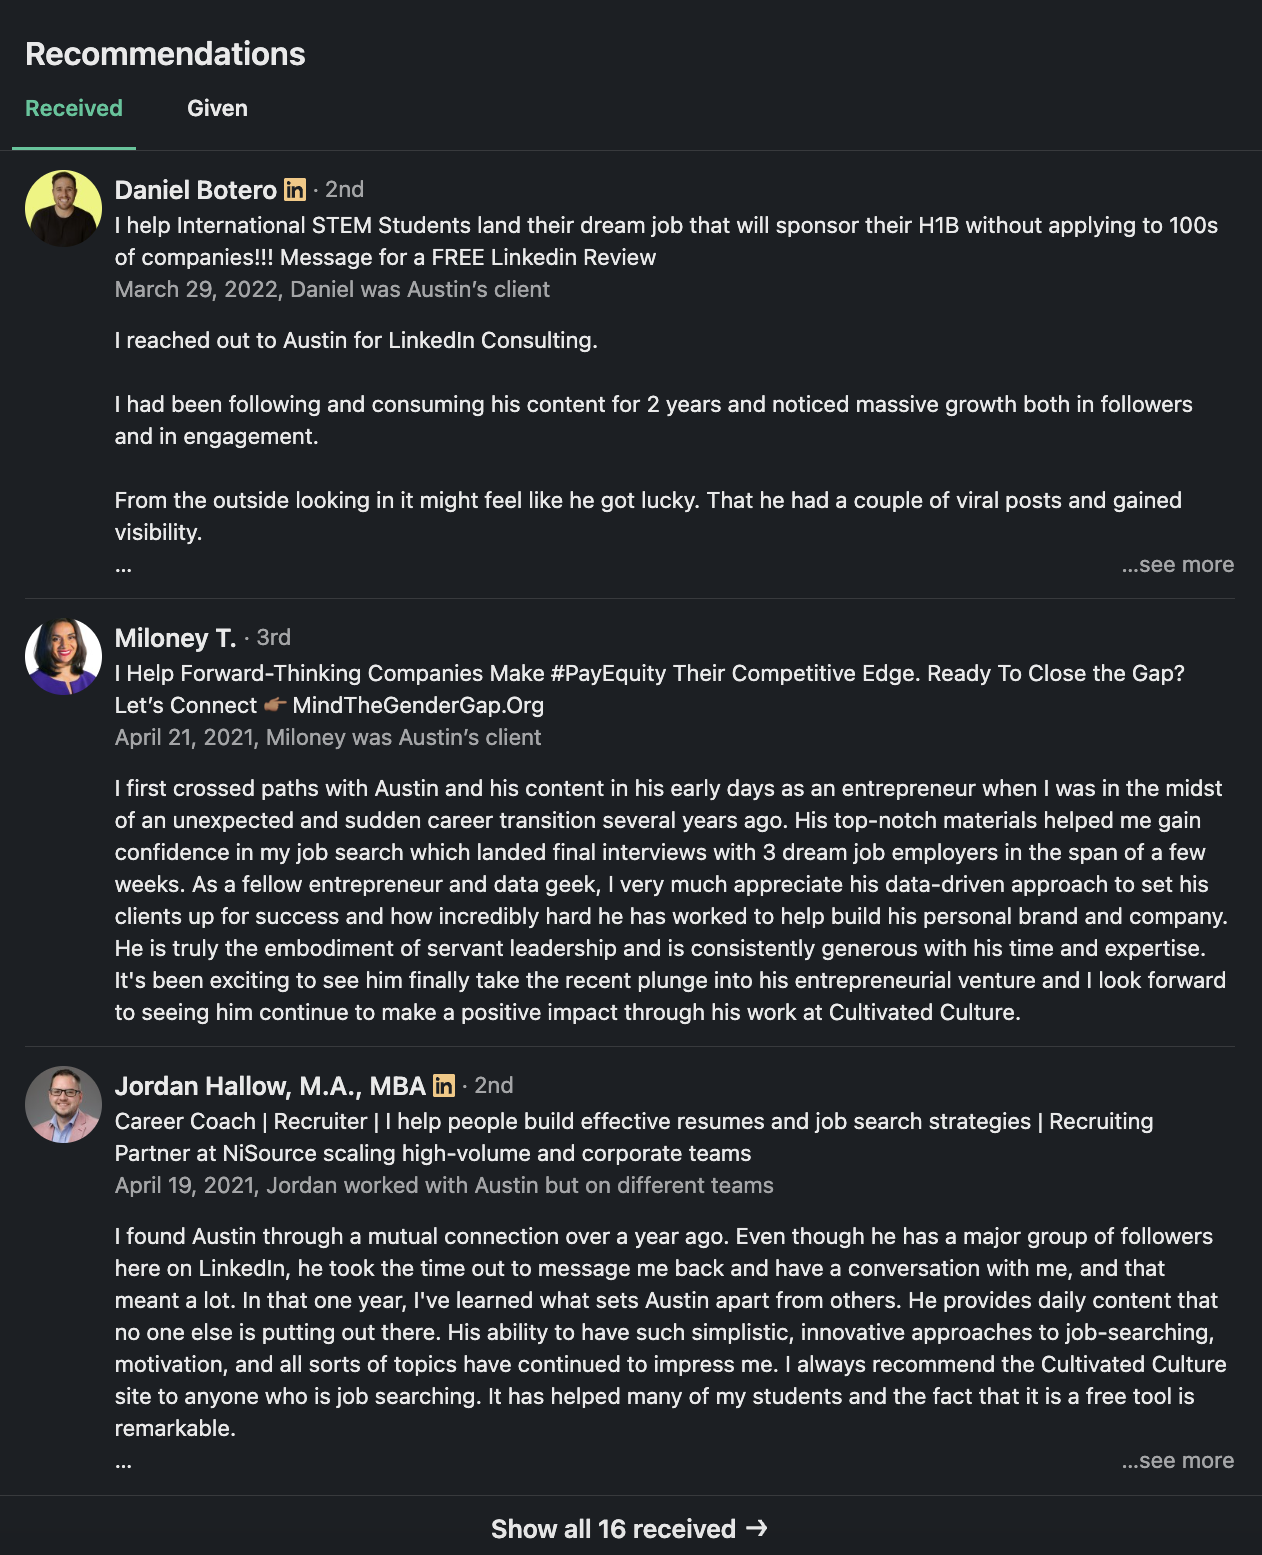 Recommendations
Received Given
Daniel Botero in · 2nd
I help International STEM Students land their dream job that will sponsor their H1B without applying to 100s
of companies!!! Message for a FREE Linkedin Review
March 29, 2022, Daniel was Austin’s client
I reached out to Austin for LinkedIn Consulting.
I had been following and consuming his content for 2 years and noticed massive growth both in followers
and in engagement.
From the outside looking in it might feel like he got lucky. That he had a couple of viral posts and gained
visibility.
... ...see more
Miloney T. · 3rd
I Help Forward-Thinking Companies Make #PayEquity Their Competitive Edge. Ready To Close the Gap?
Let’s Connect 👉🏽 MindTheGenderGap.Org
April 21, 2021, Miloney was Austin’s client
I first crossed paths with Austin and his content in his early days as an entrepreneur when I was in the midst
of an unexpected and sudden career transition several years ago. His top-notch materials helped me gain
confidence in my job search which landed final interviews with 3 dream job employers in the span of a few
weeks. As a fellow entrepreneur and data geek, I very much appreciate his data-driven approach to set his
clients up for success and how incredibly hard he has worked to help build his personal brand and company.
He is truly the embodiment of servant leadership and is consistently generous with his time and expertise.
It's been exciting to see him finally take the recent plunge into his entrepreneurial venture and I look forward
to seeing him continue to make a positive impact through his work at Cultivated Culture.
Jordan Hallow, M.A., MBA in · 2nd
Career Coach | Recruiter | I help people build effective resumes and job search strategies | Recruiting
Partner at NiSource scaling high-volume and corporate teams
April 19, 2021, Jordan worked with Austin but on different teams
I found Austin through a mutual connection over a year ago. Even though he has a major group of followers
here on LinkedIn, he took the time out to message me back and have a conversation with me, and that
meant a lot. In that one year, I've learned what sets Austin apart from others. He provides daily content that
no one else is putting out there. His ability to have such simplistic, innovative approaches to job-searching,
motivation, and all sorts of topics have continued to impress me. I always recommend the Cultivated Culture
site to anyone who is job searching. It has helped many of my students and the fact that it is a free tool is
remarkable.
... ...see more
Show all 16 received →